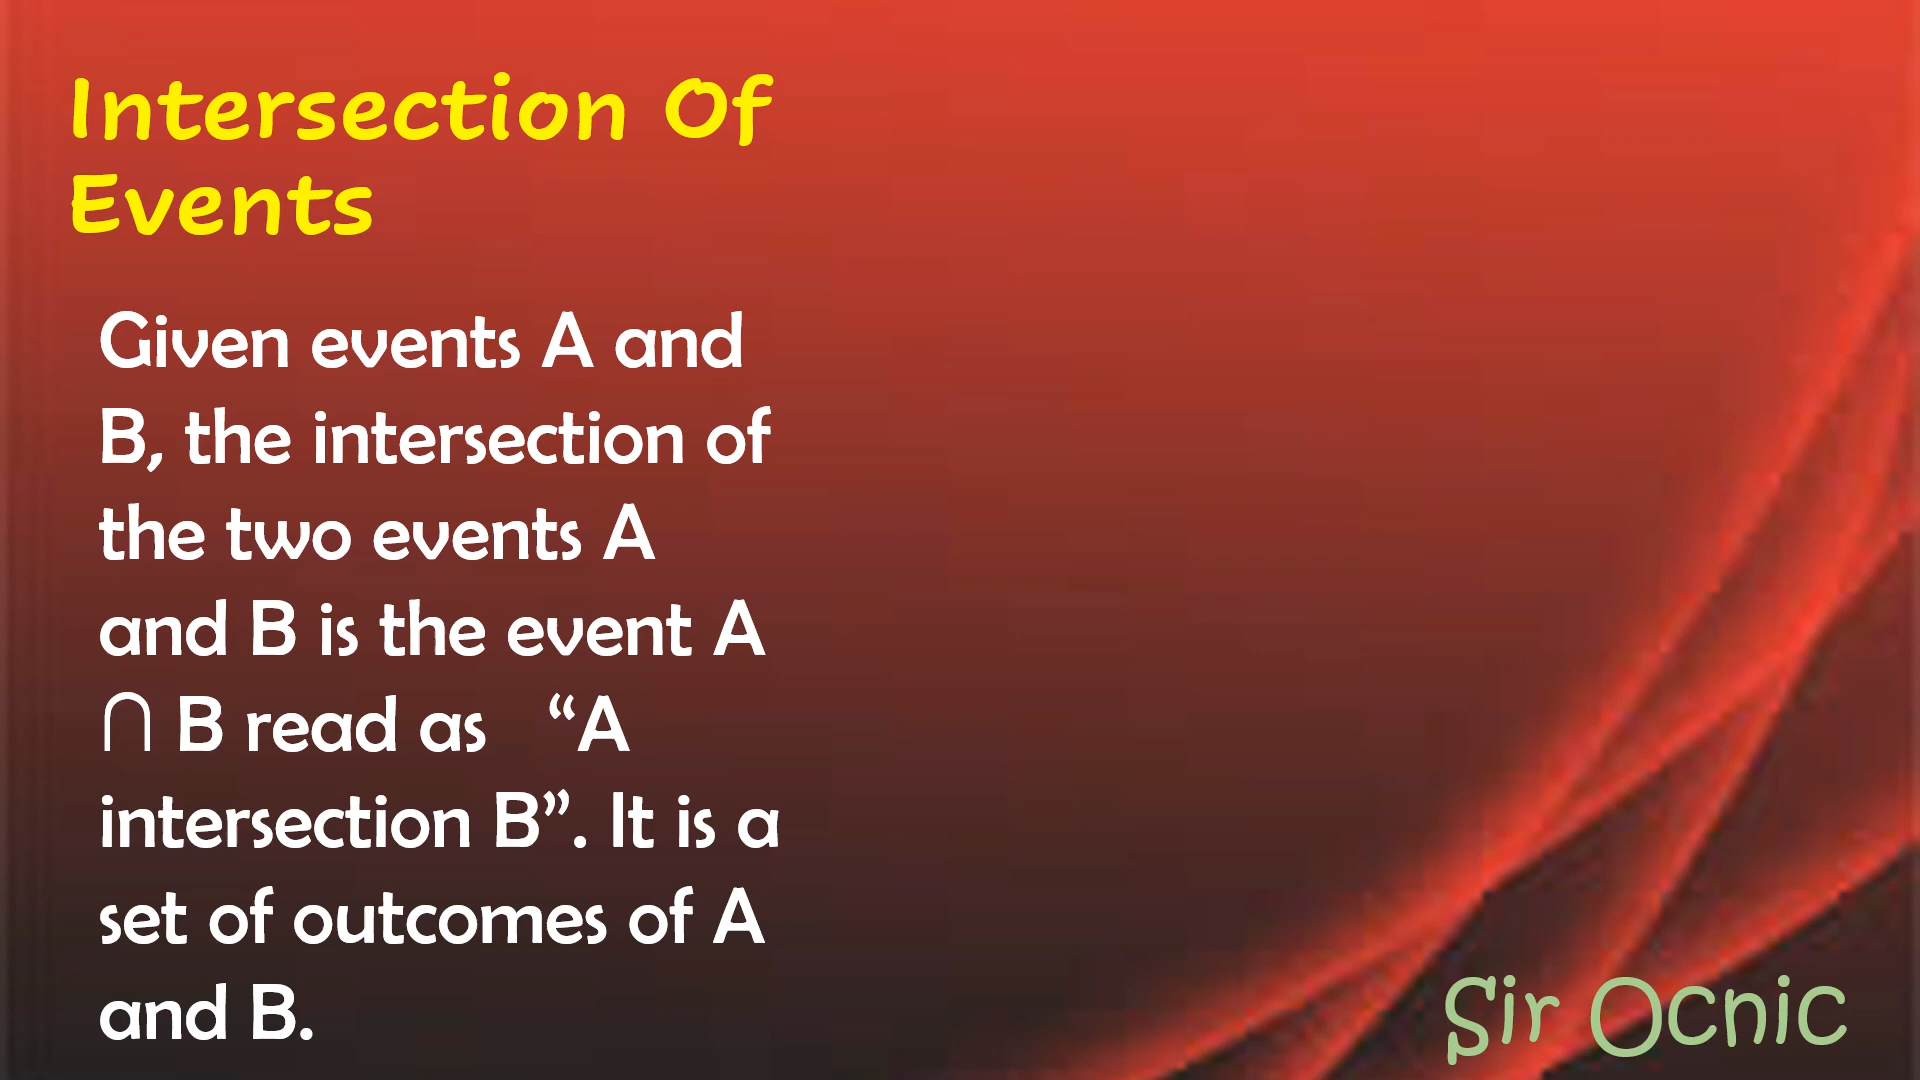 Intersection Of
Events
Given events A and
B, the intersection of
the two events A
and B is the event A
∩ B read as “A
intersection B”. It is a
set of outcomes of A
and B.
Sir Ocnic